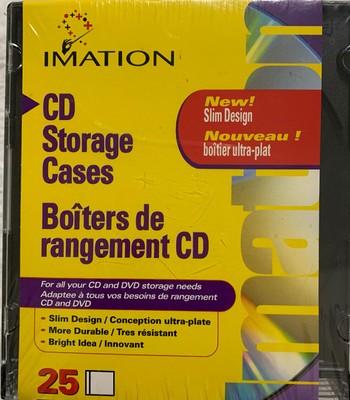 IMATION
New!
Slim Design
Nouveau !
boîtier ultra-plat
CD
Storage
Cases
Boîters de
rangement CD
For all your CD and DVD storage needs
Adaptee à tous vos besoins de rangement
CD and DVD
- Slim Design / Conception ultra-plate
- More Durable / Tres résistant
- Bright Idea / Innovant
25
Imation